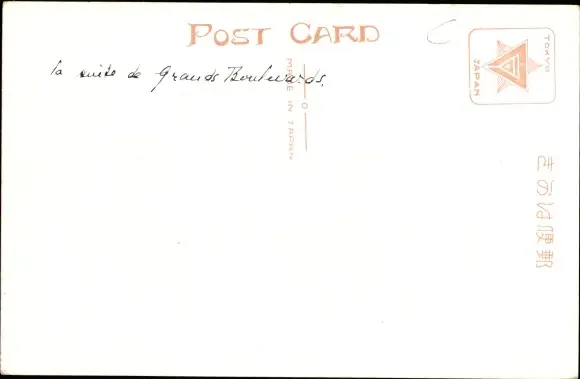 POST CARD
TOKYO
JAPAN
la suite de Grands Boulevards.
MADE IN JAPAN
きがは便郵